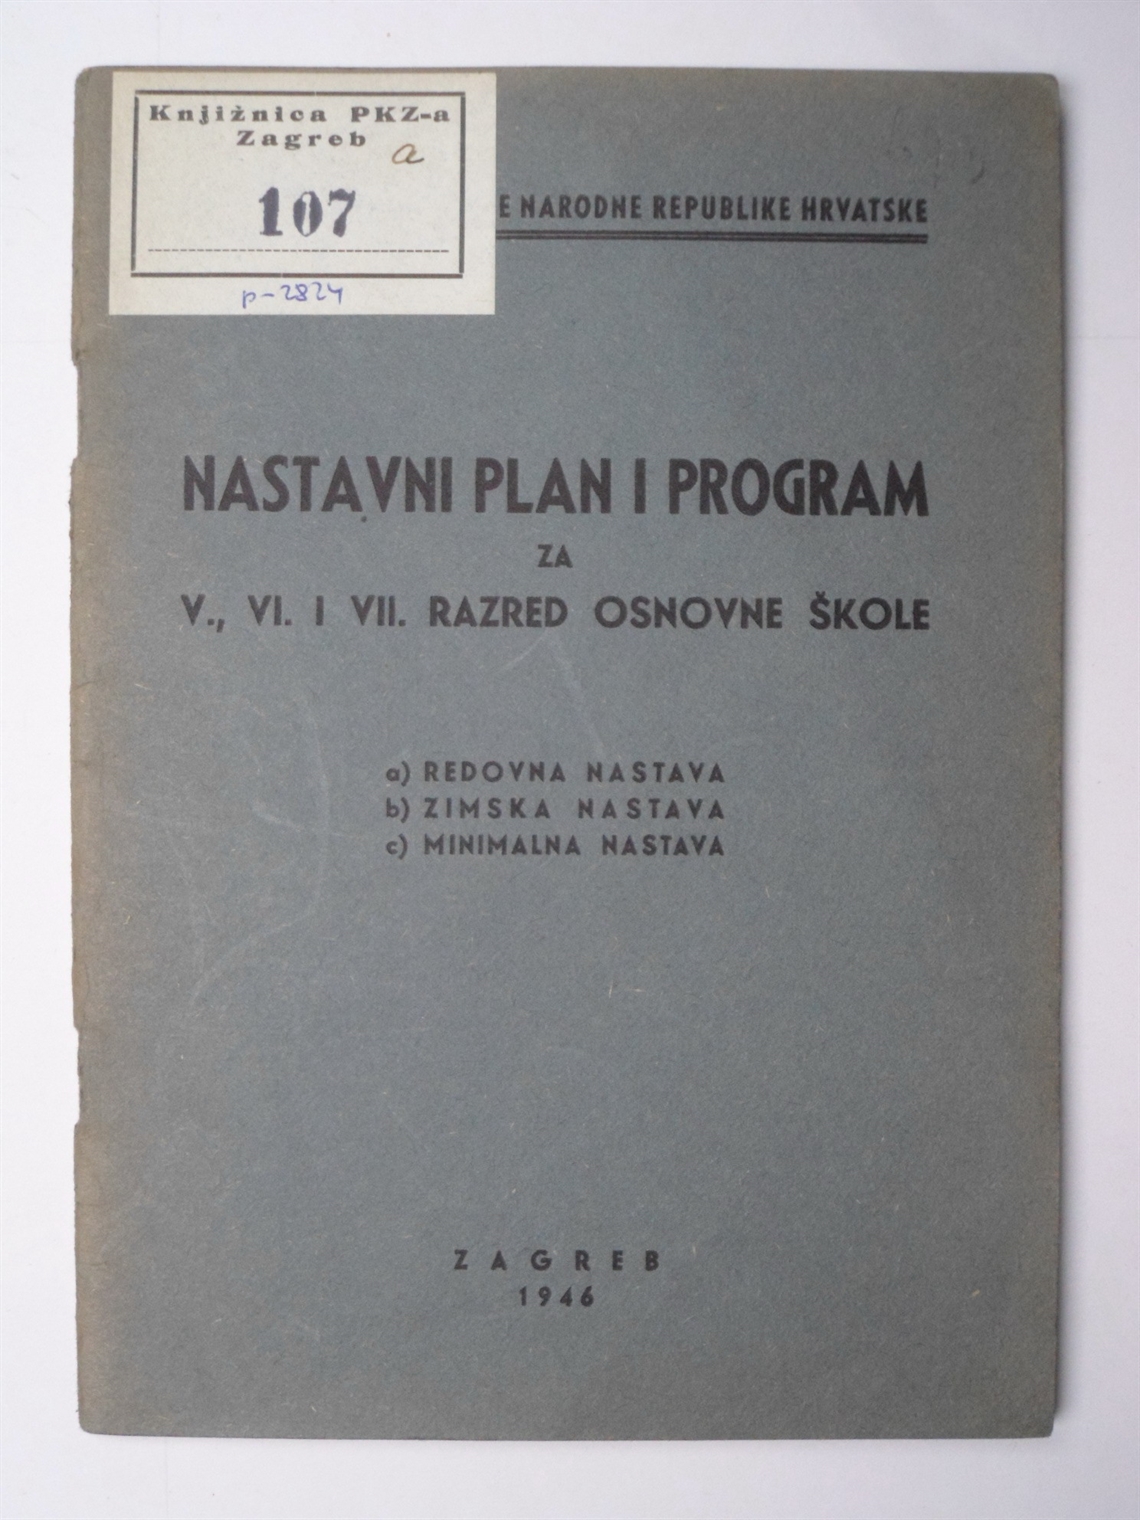 Knjižnica PKZ-a
Zagreb
a
107
p-2824
E NARODNE REPUBLIKE HRVATSKE
NASTAVNI PLAN I PROGRAM
ZA
V., VI. I VII. RAZRED OSNOVNE ŠKOLE
a) REDOVNA NASTAVA
b) ZIMSKA NASTAVA
c) MINIMALNA NASTAVA
ZAGREB
1946